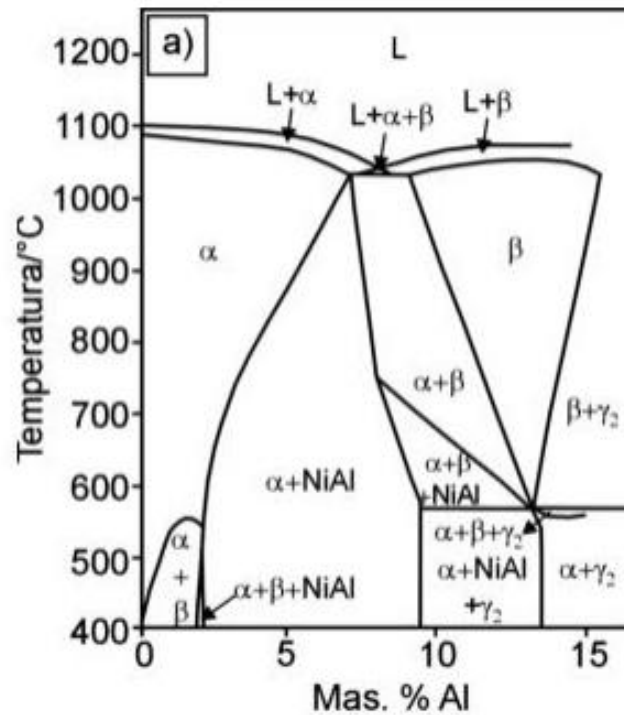 a)
L
1200
L+α
L+α+β
L+β
1100
1000
α
β
900
800
α+β
700
β+γ₂
α+β
+NiAl
α+NiAl
600
α+β+γ₂
α
+
β
α+NiAl
+γ₂
α+γ₂
500
α+β+NiAl
400
0
5
10
15
Temperatura/°C
Mas. % Al